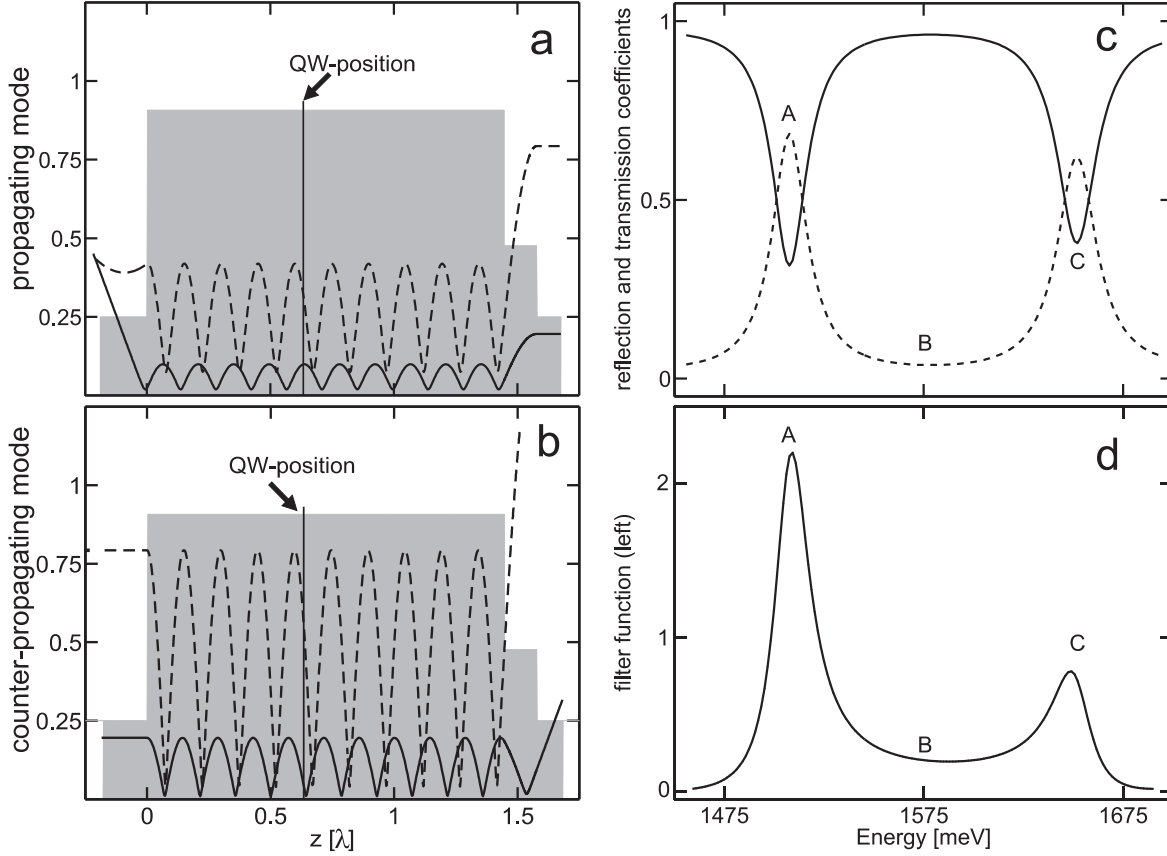 a
QW-position
propagating mode
1
0.75
0.5
0.25
b
QW-position
counter-propagating mode
1
0.75
0.5
0.25
0
0.5
1
1.5
z [λ]
c
reflection and transmission coefficients
1
0.5
0
A
B
C
d
filter function (left)
2
1
0
A
B
C
1475
1575
1675
Energy [meV]